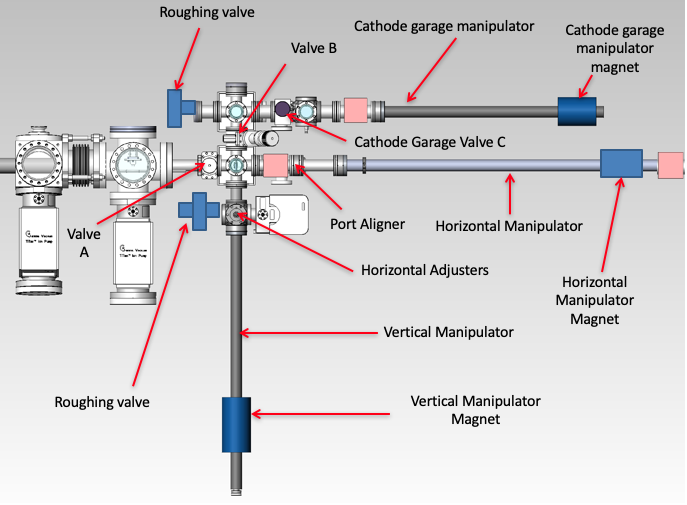 Roughing valve
Cathode garage manipulator
Cathode garage
manipulator
magnet
Valve B
Cathode Garage Valve C
Port Aligner
Horizontal Manipulator
Valve
A
Horizontal Adjusters
Horizontal
Manipulator
Magnet
Vertical Manipulator
Roughing valve
Vertical Manipulator
Magnet